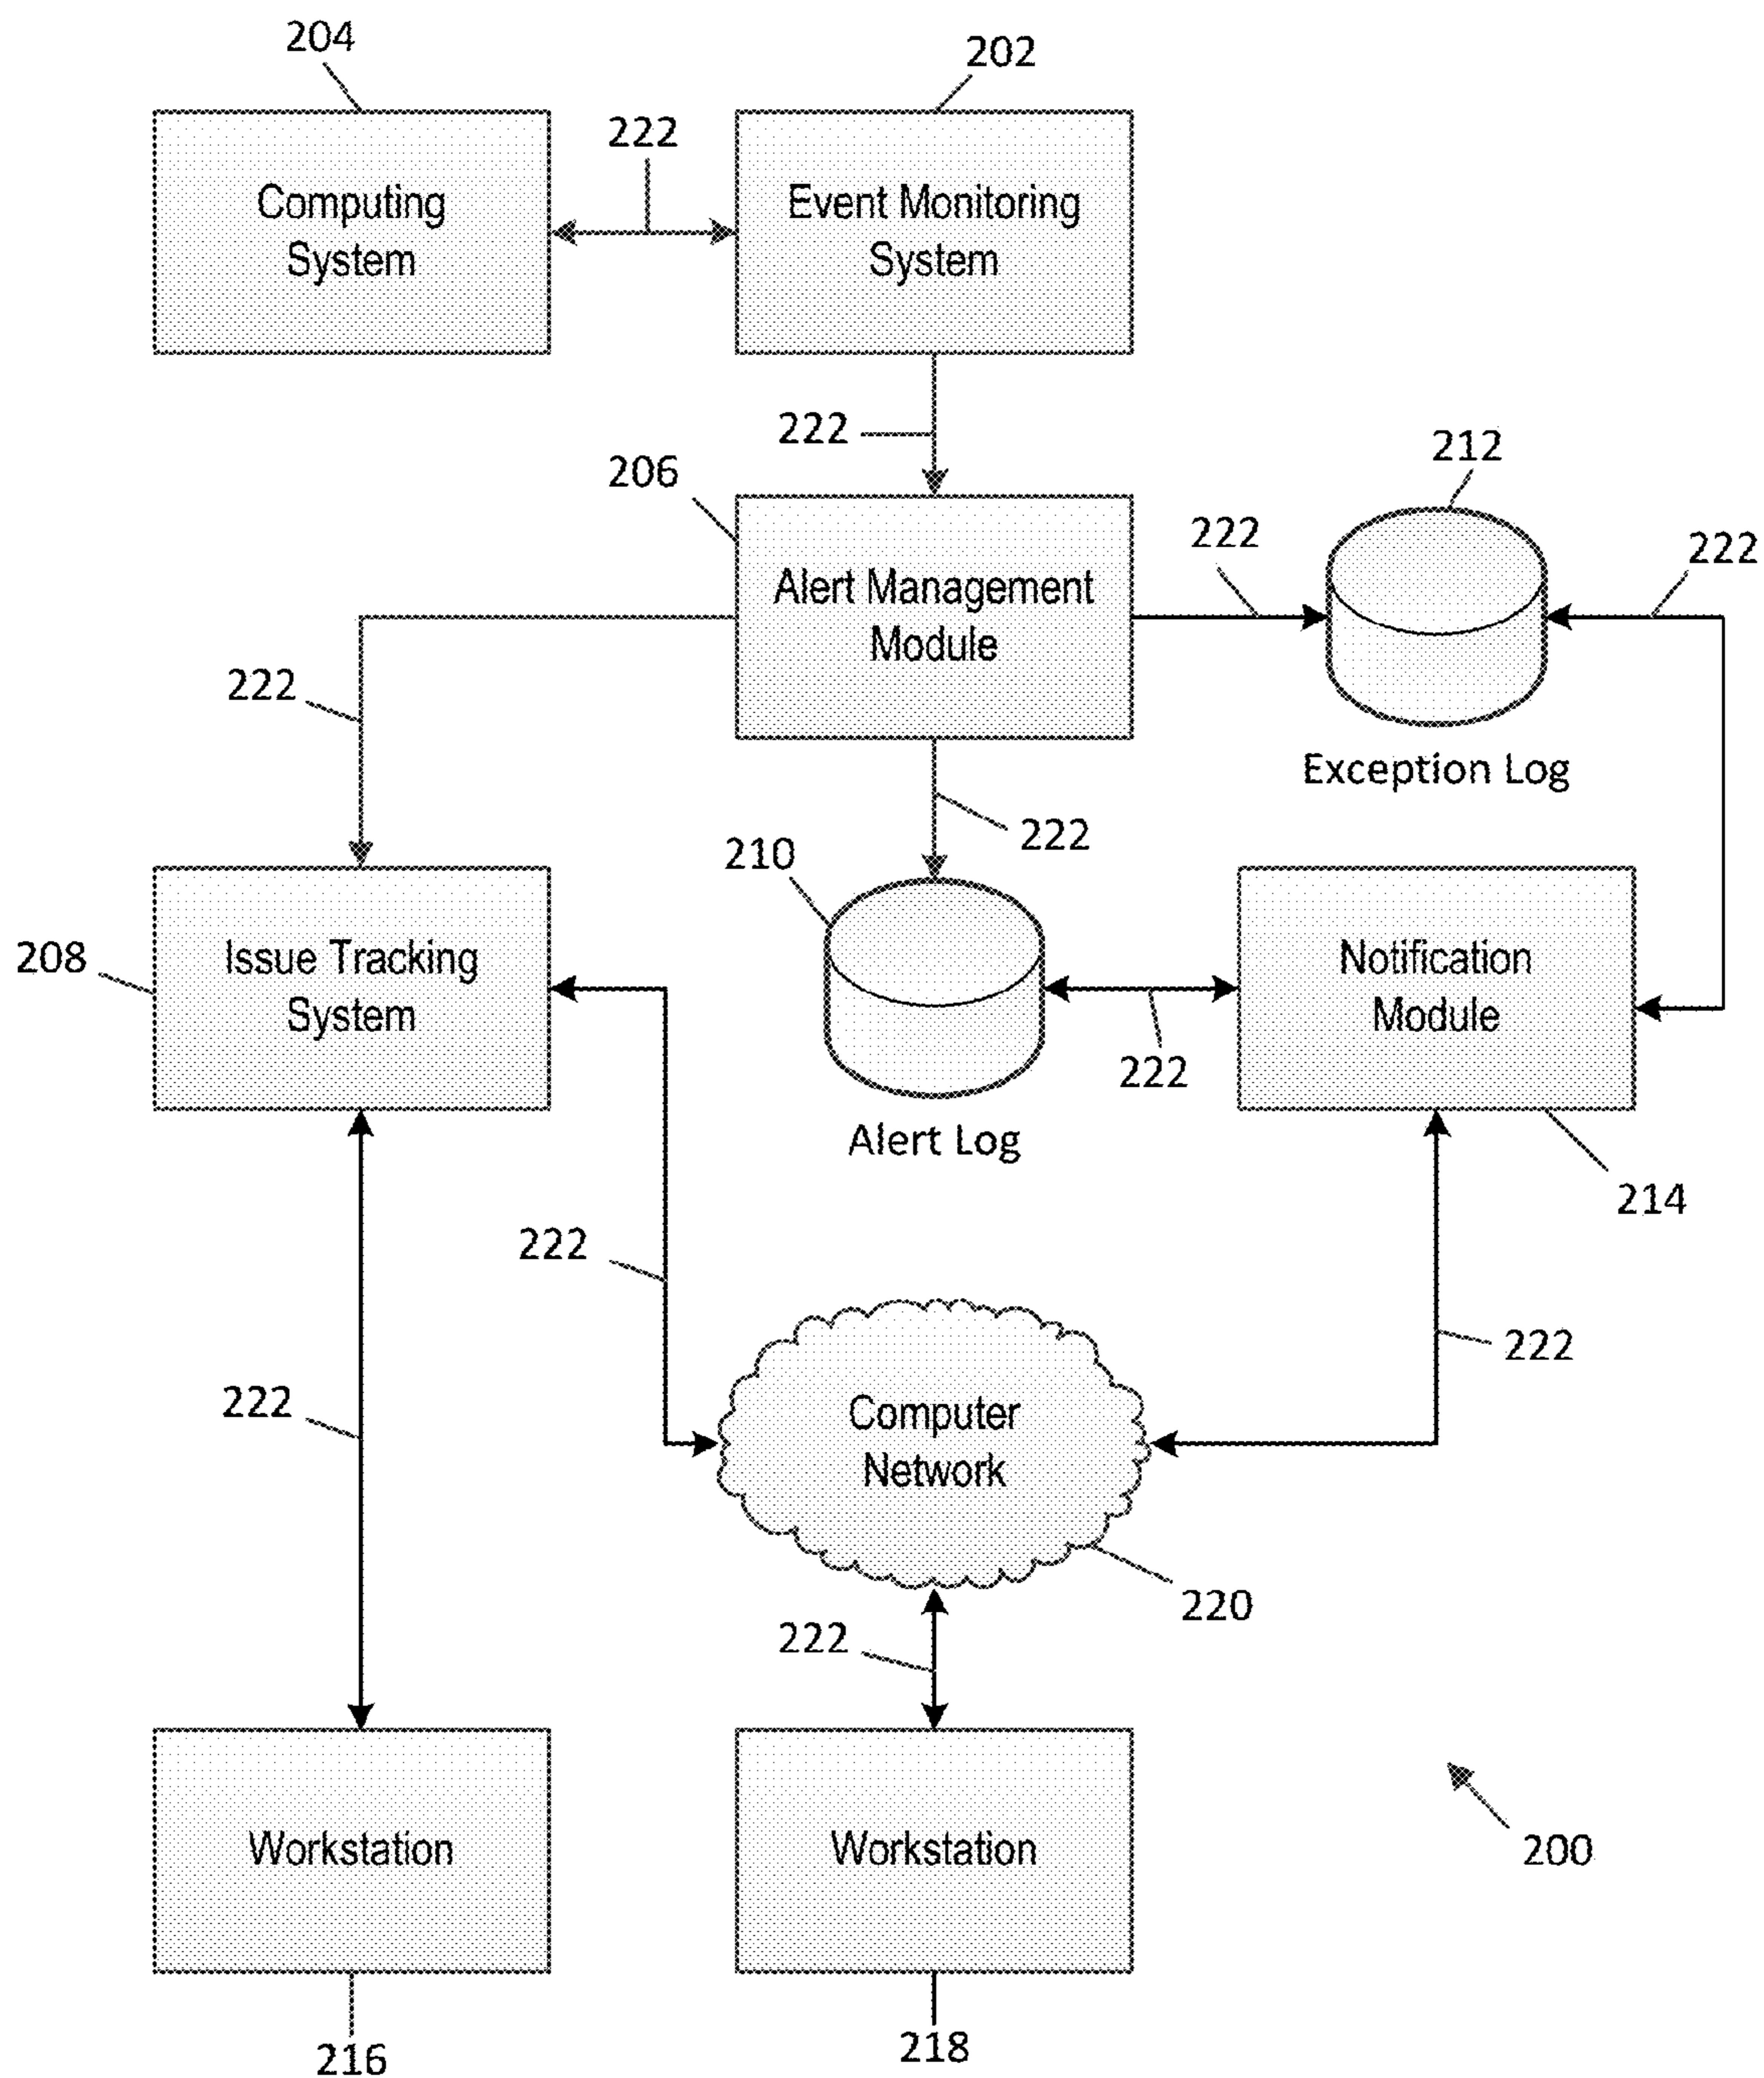 204
202
222
Computing
System
Event Monitoring
System
222
206
212
222
222
Alert Management
Module
222
Exception Log
222
210
208
Issue Tracking
System
Notification
Module
222
Alert Log
214
222
222
Computer
Network
222
220
222
Workstation
Workstation
200
216
218